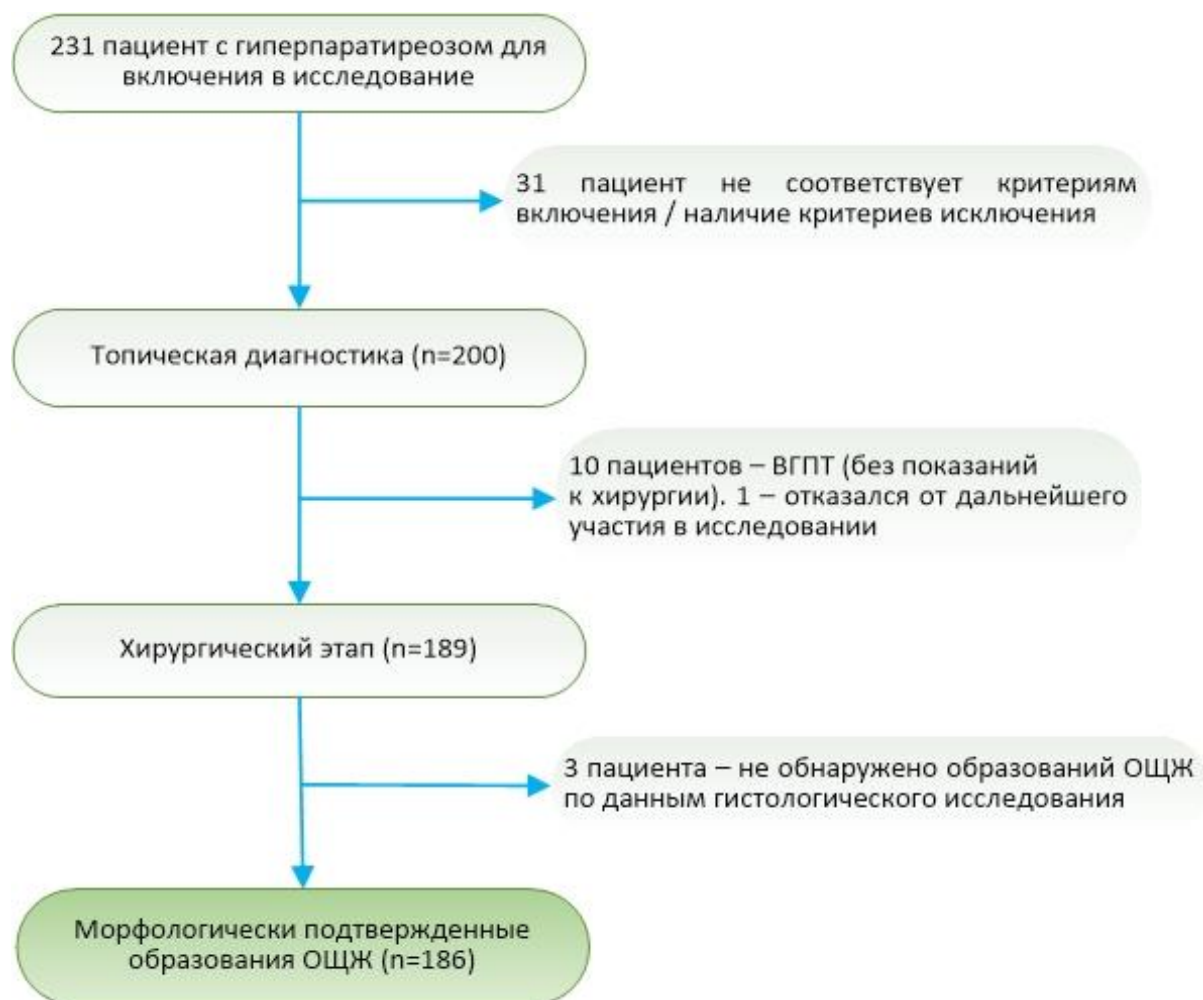 231 пациент с гиперпаратиреозом для
включения в исследование
31 пациент не соответствует критериям
включения / наличие критериев исключения
Топическая диагностика (n=200)
10 пациентов – ВГПТ (без показаний
к хирургии). 1 – отказался от дальнейшего
участия в исследовании
Хирургический этап (n=189)
3 пациента – не обнаружено образований ОЩЖ
по данным гистологического исследования
Морфологически подтвержденные
образования ОЩЖ (n=186)